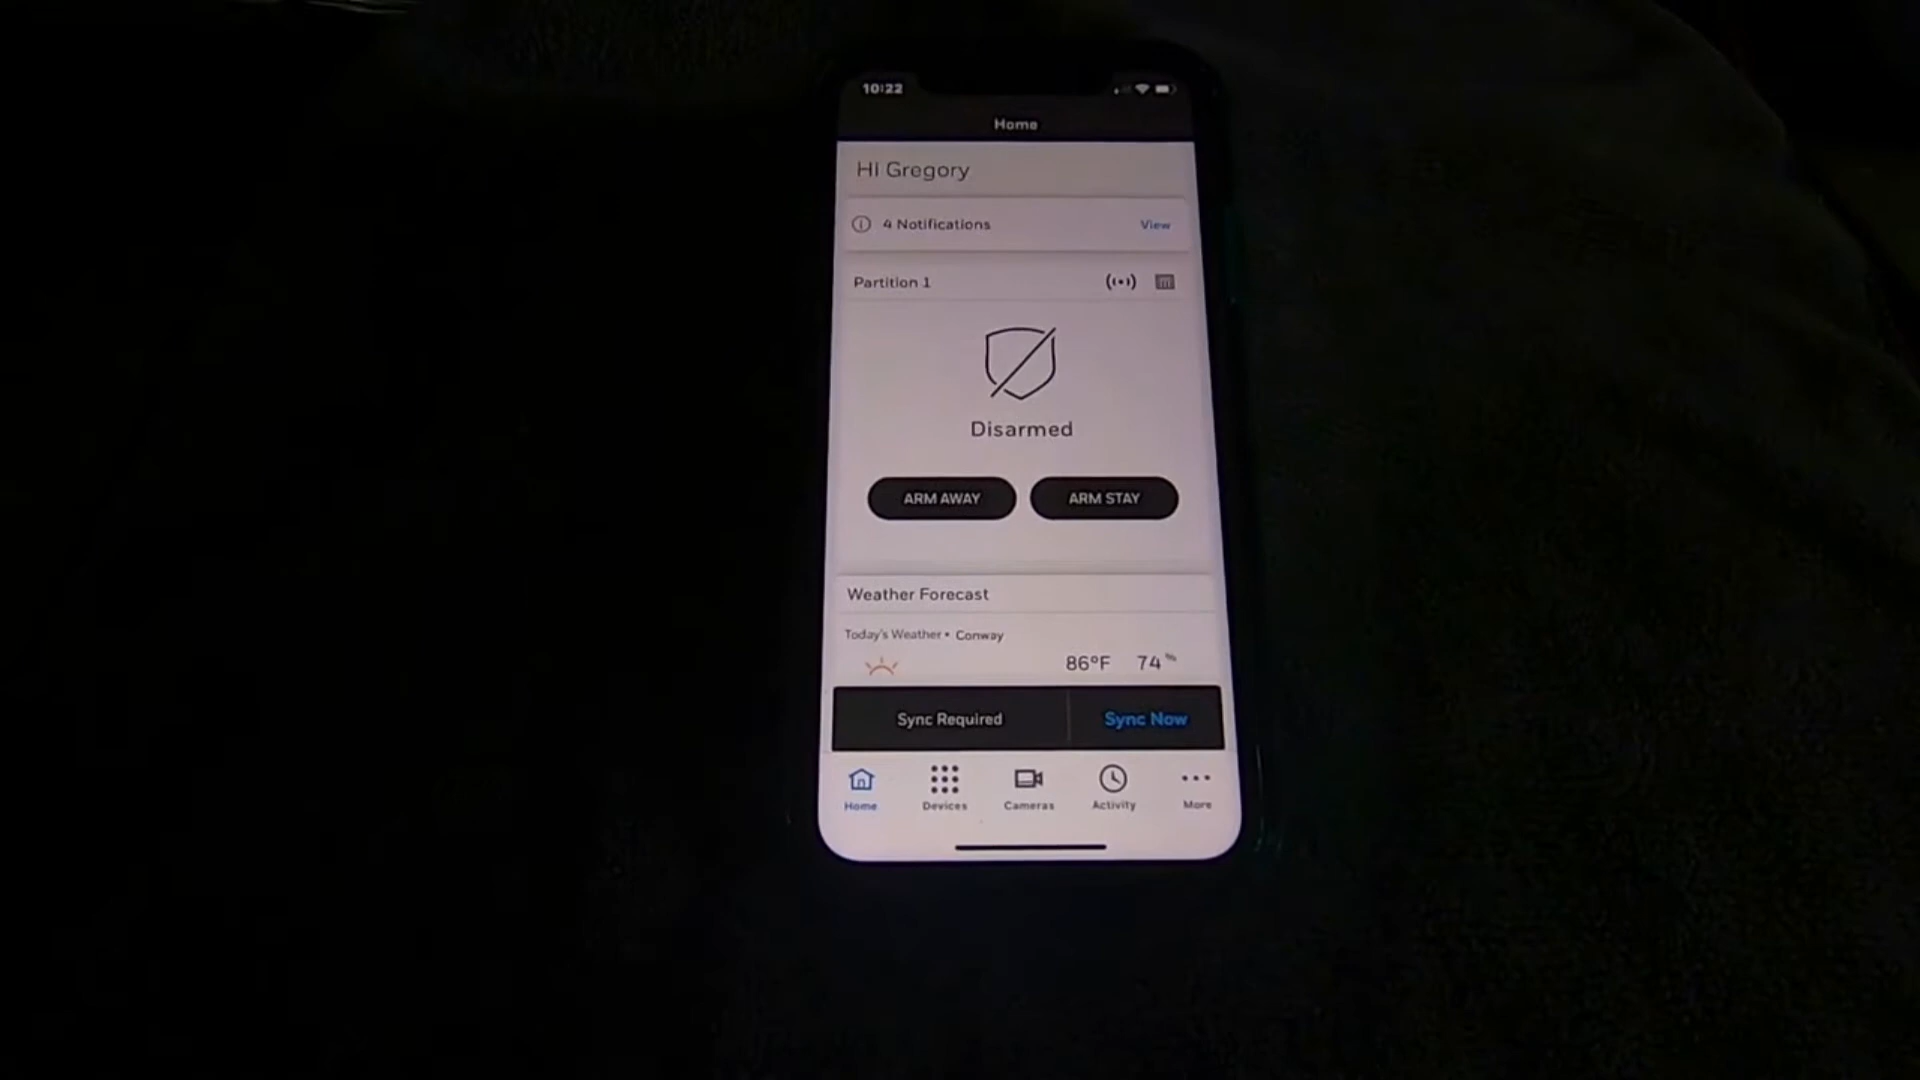 10:22
Home
Hi Gregory
4 Notifications View
Partition 1
Disarmed
ARM AWAY ARM STAY
Weather Forecast
Today's Weather • Conway
86°F 74%
Sync Required Sync Now
Home Devices Cameras Activity More